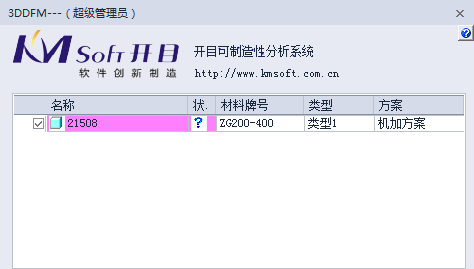 3DDFM---（超级管理员）
KMSoft开目
软件创新制造
开目可制造性分析系统
http://www.kmsoft.com.cn
名称 状. 材料牌号 类型 方案
21508 ? ZG200-400 类型1 机加方案